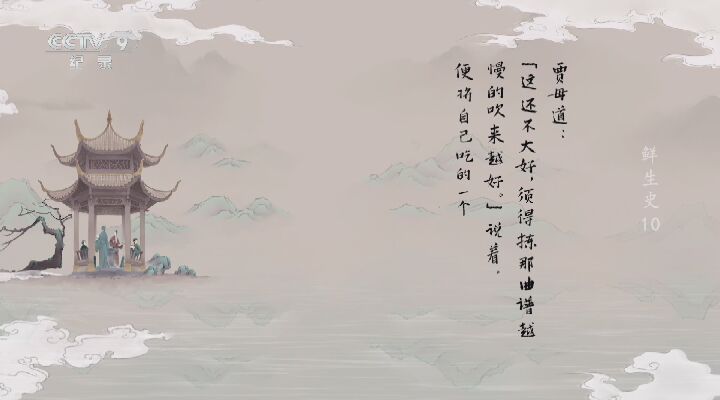 CCTV 9
纪录
贾母道：
“这还不大好，须得拣那曲谱越
慢的吹来越好。”说着，
便将自己吃的一个
鲜生史
10